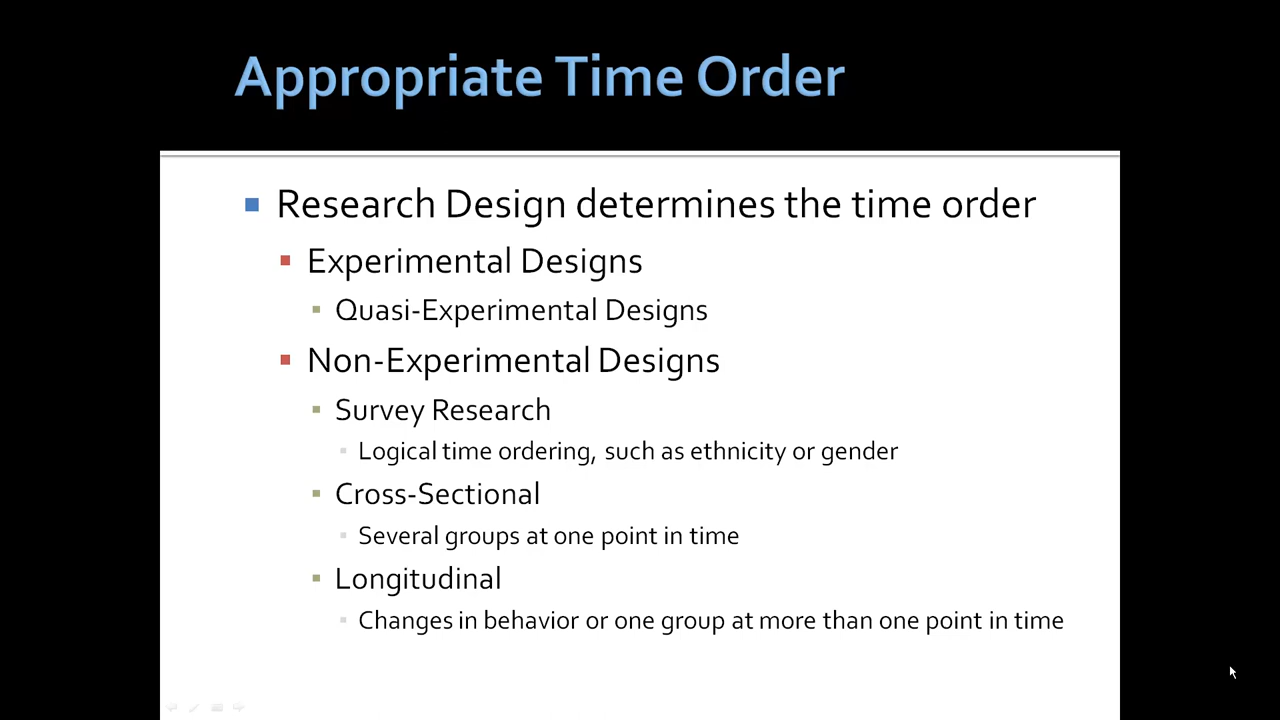 Appropriate Time Order
Research Design determines the time order
Experimental Designs
Quasi-Experimental Designs
Non-Experimental Designs
Survey Research
Logical time ordering, such as ethnicity or gender
Cross-Sectional
Several groups at one point in time
Longitudinal
Changes in behavior or one group at more than one point in time